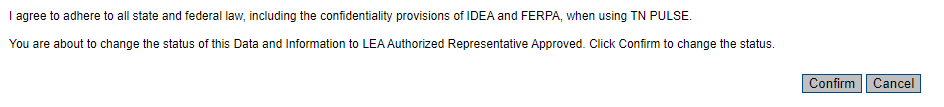 I agree to adhere to all state and federal law, including the confidentiality provisions of IDEA and FERPA, when using TN PULSE.
You are about to change the status of this Data and Information to LEA Authorized Representative Approved. Click Confirm to change the status.
Confirm Cancel